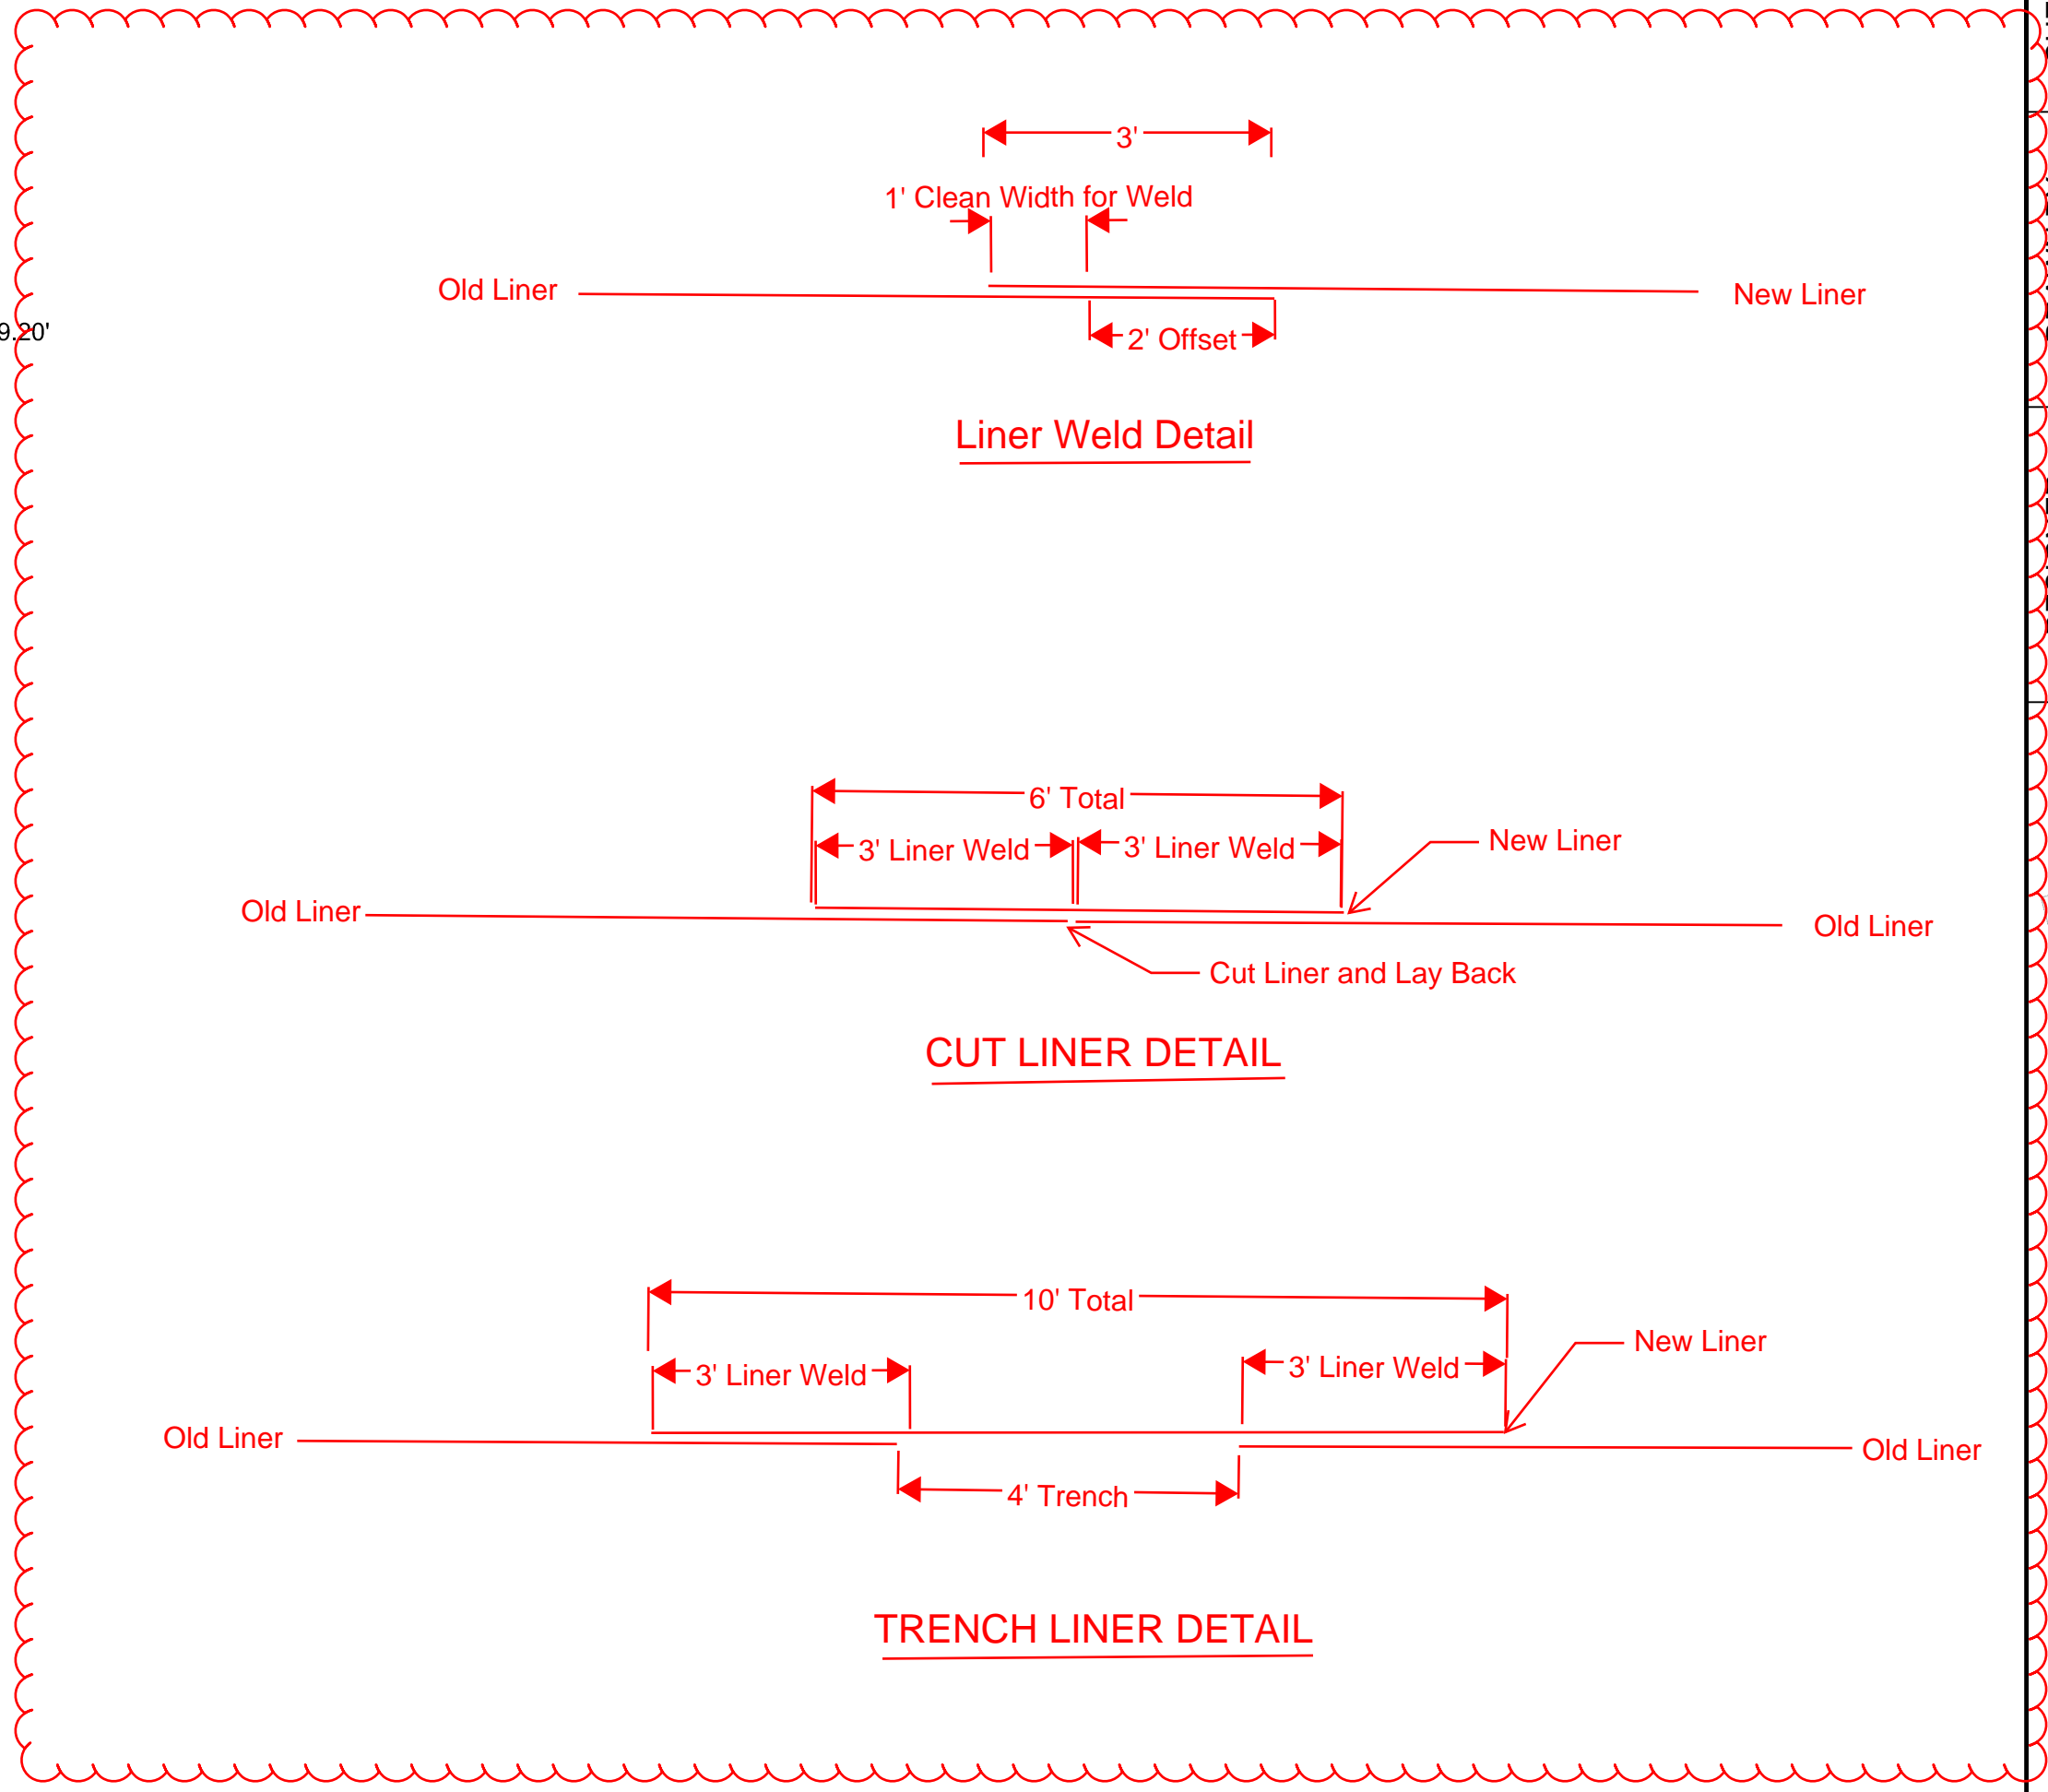 3'
1' Clean Width for Weld
Old Liner
New Liner
9.20'
2' Offset
Liner Weld Detail
6' Total
3' Liner Weld
3' Liner Weld
New Liner
Old Liner
Old Liner
Cut Liner and Lay Back
CUT LINER DETAIL
10' Total
New Liner
3' Liner Weld
3' Liner Weld
Old Liner
Old Liner
4' Trench
TRENCH LINER DETAIL